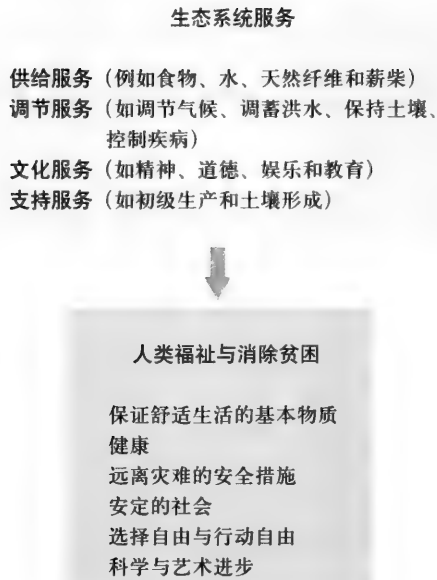 生态系统服务
供给服务（例如食物、水、天然纤维和薪柴）
调节服务（如调节气候、调蓄洪水、保持土壤、
控制疾病）
文化服务（如精神、道德、娱乐和教育）
支持服务（如初级生产和土壤形成）
人类福祉与消除贫困
保证舒适生活的基本物质
健康
远离灾难的安全措施
安定的社会
选择自由与行动自由
科学与艺术进步